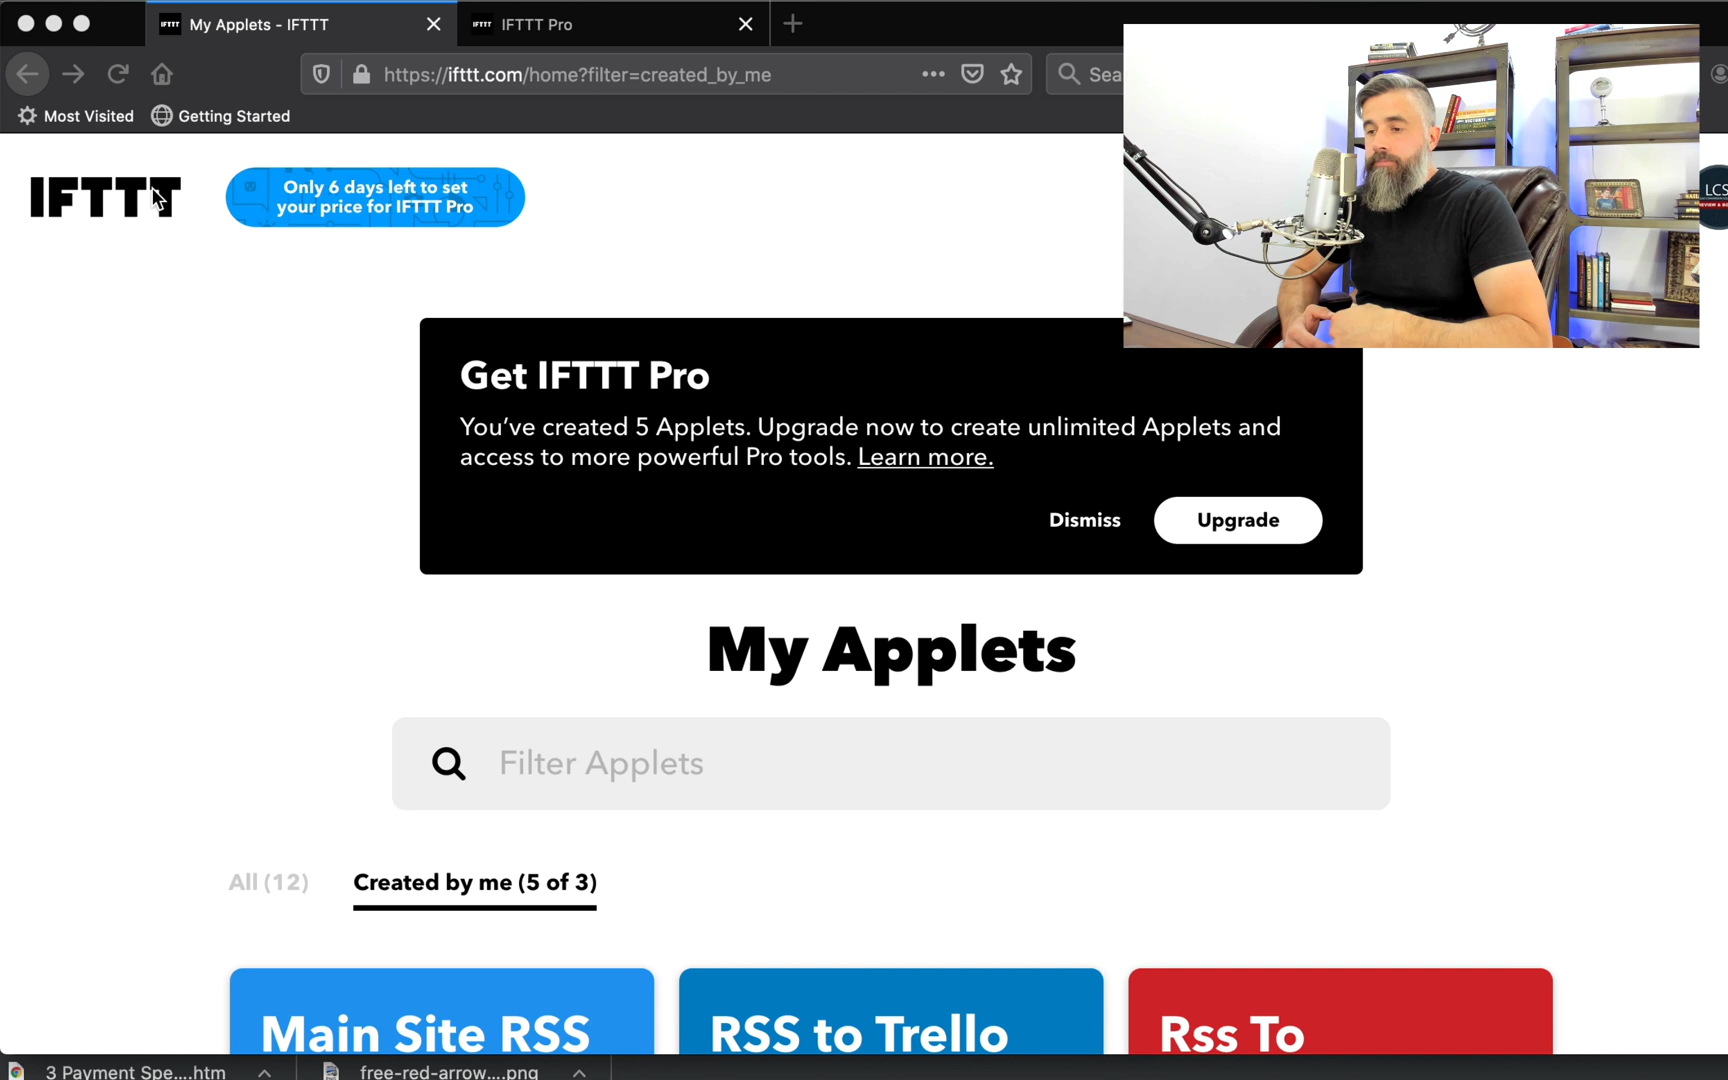 IFTTT My Applets - IFTTT
IFTTT IFTTT Pro
https://ifttt.com/home?filter=created_by_me
Sea
Most Visited
Getting Started
IFTTT
Only 6 days left to set
your price for IFTTT Pro
LCS
Get IFTTT Pro
You've created 5 Applets. Upgrade now to create unlimited Applets and
access to more powerful Pro tools. Learn more.
Dismiss
Upgrade
My Applets
Filter Applets
All (12)
Created by me (5 of 3)
Main Site RSS
RSS to Trello
Rss To
3 Payment Spe....htm
free-red-arrow....png